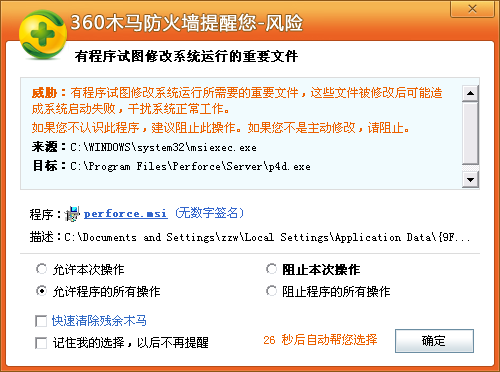 360木马防火墙提醒您-风险
有程序试图修改系统运行的重要文件
威胁：有程序试图修改系统运行所需要的重要文件，这些文件被修改后可能造
成系统启动失败，干扰系统正常工作。
如果您不认识此程序，建议阻止此操作。如果您不是主动修改，请阻止。
来源：C:\WINDOWS\system32\msiexec.exe
目标：C:\Program Files\Perforce\Server\p4d.exe
程序： perforce.msi (无数字签名)
描述：C:\Documents and Settings\zzw\Local Settings\Application Data\{9F...
允许本次操作 阻止本次操作
允许程序的所有操作 阻止程序的所有操作
快速清除残余木马
记住我的选择，以后不再提醒 26 秒后自动帮您选择 确定